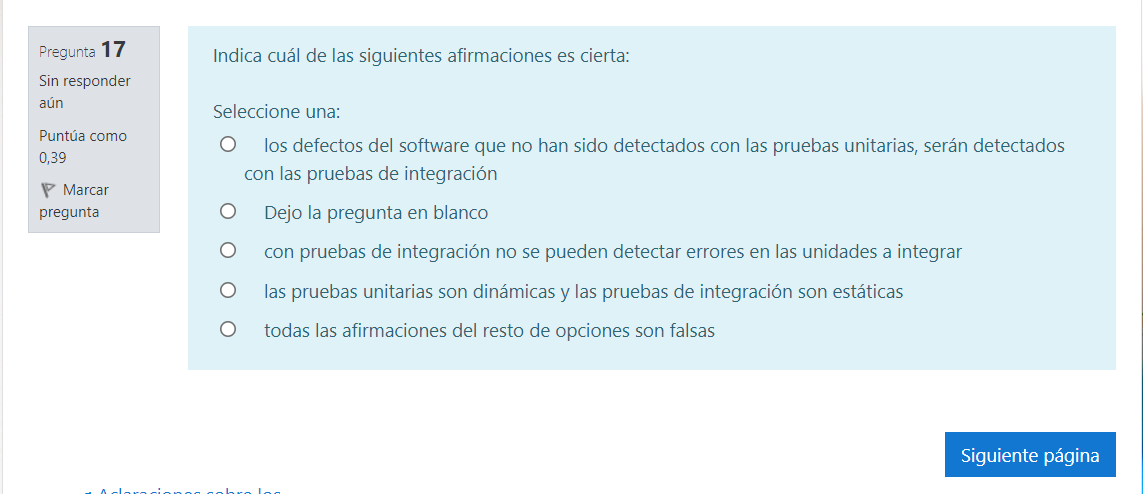 Pregunta 17
Sin responder
aún
Puntúa como
0,39
Marcar
pregunta
Indica cuál de las siguientes afirmaciones es cierta:
Seleccione una:
los defectos del software que no han sido detectados con las pruebas unitarias, serán detectados
con las pruebas de integración
Dejo la pregunta en blanco
con pruebas de integración no se pueden detectar errores en las unidades a integrar
las pruebas unitarias son dinámicas y las pruebas de integración son estáticas
todas las afirmaciones del resto de opciones son falsas
Siguiente página
Aclaraciones sobre los